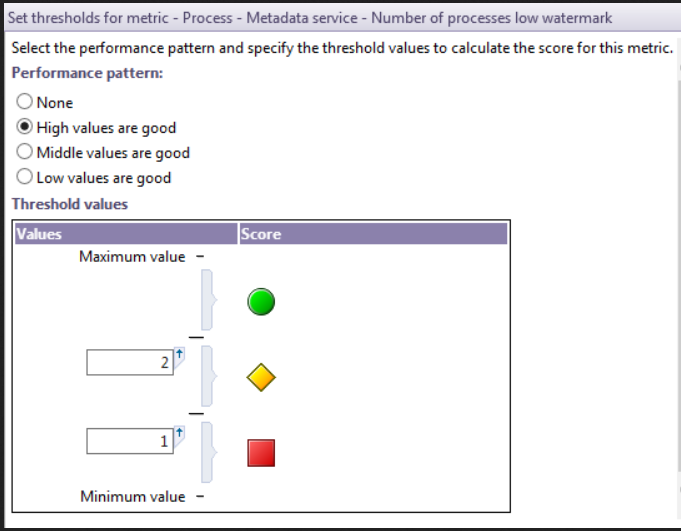 Set thresholds for metric - Process - Metadata service - Number of processes low watermark
Select the performance pattern and specify the threshold values to calculate the score for this metric.
Performance pattern:
None
High values are good
Middle values are good
Low values are good
Threshold values
Values Score
Maximum value
2
1
Minimum value